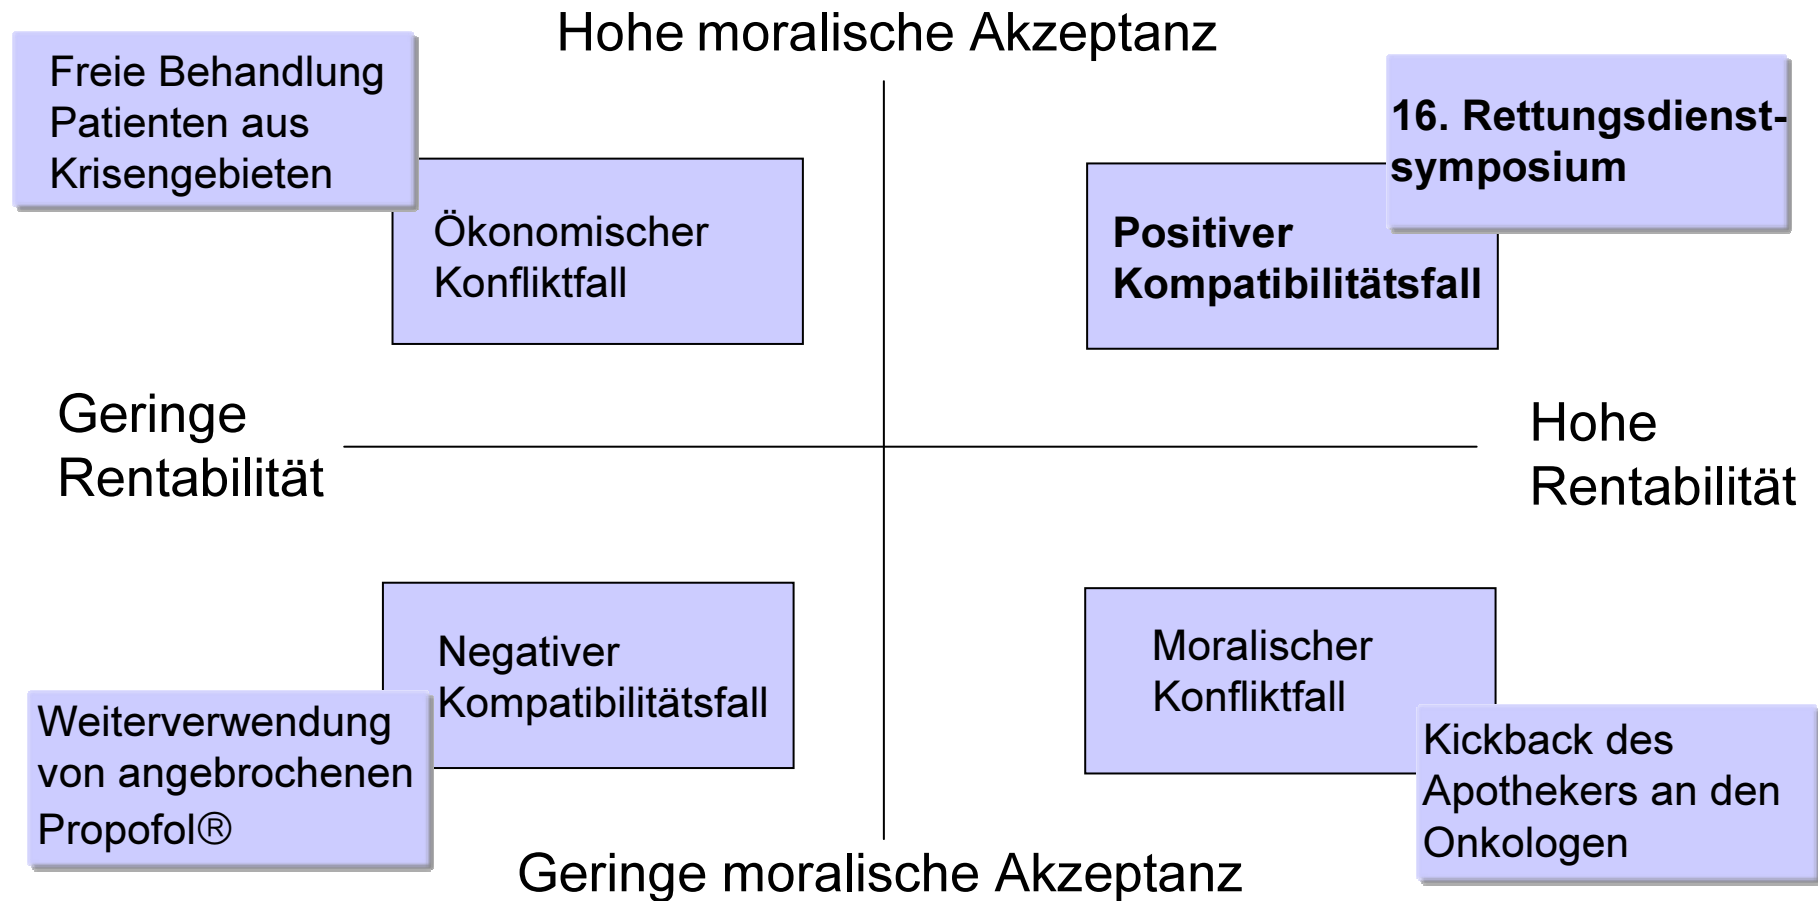 Hohe moralische Akzeptanz
Freie Behandlung
Patienten aus
Krisengebieten
Ökonomischer
Konfliktfall
16. Rettungsdienst-
symposium
Positiver
Kompatibilitätsfall
Geringe
Rentabilität
Hohe
Rentabilität
Negativer
Kompatibilitätsfall
Weiterverwendung
von angebrochenen
Propofol®
Moralischer
Konfliktfall
Kickback des
Apothekers an den
Onkologen
Geringe moralische Akzeptanz